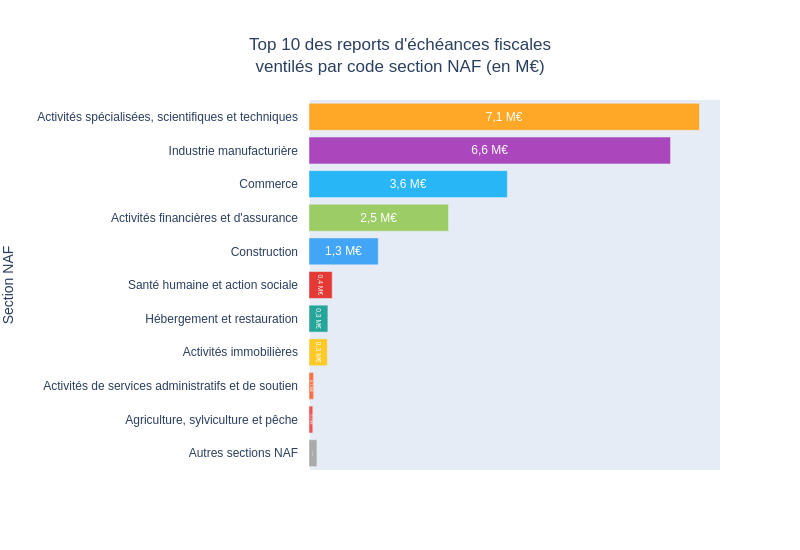 Top 10 des reports d'échéances fiscales
ventilés par code section NAF (en M€)
Section NAF
Activités spécialisées, scientifiques et techniques 7,1 M€
Industrie manufacturière 6,6 M€
Commerce 3,6 M€
Activités financières et d'assurance 2,5 M€
Construction 1,3 M€
Santé humaine et action sociale 0,4 M€
Hébergement et restauration 0,3 M€
Activités immobilières 0,3 M€
Activités de services administratifs et de soutien
Agriculture, sylviculture et pêche
Autres sections NAF